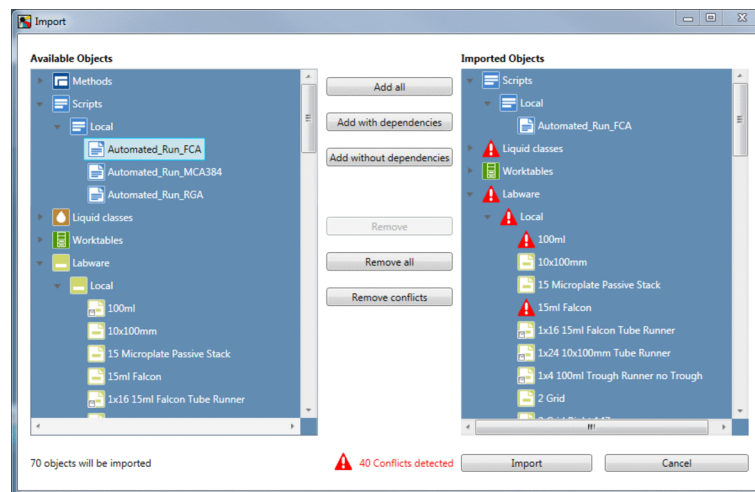 Import
Available Objects
Methods
Scripts
Local
Automated_Run_FCA
Automated_Run_MCA384
Automated_Run_RGA
Liquid classes
Worktables
Labware
Local
100ml
10x100mm
15 Microplate Passive Stack
15ml Falcon
1x16 15ml Falcon Tube Runner
Add all
Add with dependencies
Add without dependencies
Remove
Remove all
Remove conflicts
Imported Objects
Scripts
Local
Automated_Run_FCA
Liquid classes
Worktables
Labware
Local
100ml
10x100mm
15 Microplate Passive Stack
15ml Falcon
1x16 15ml Falcon Tube Runner
1x24 10x100mm Tube Runner
1x4 100ml Trough Runner no Trough
2 Grid
70 objects will be imported
40 Conflicts detected
Import
Cancel